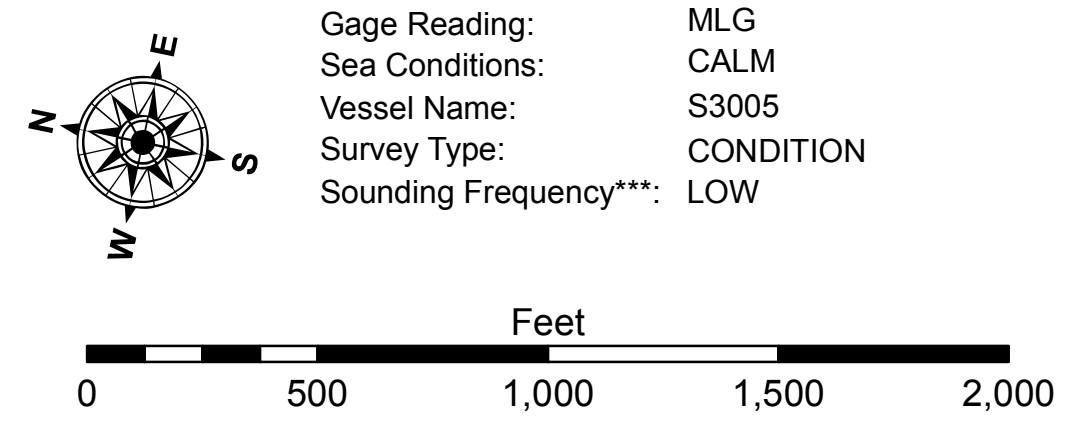 E
N
S
W
Gage Reading: MLG
Sea Conditions: CALM
Vessel Name: S3005
Survey Type: CONDITION
Sounding Frequency***: LOW
Feet
0 500 1,000 1,500 2,000